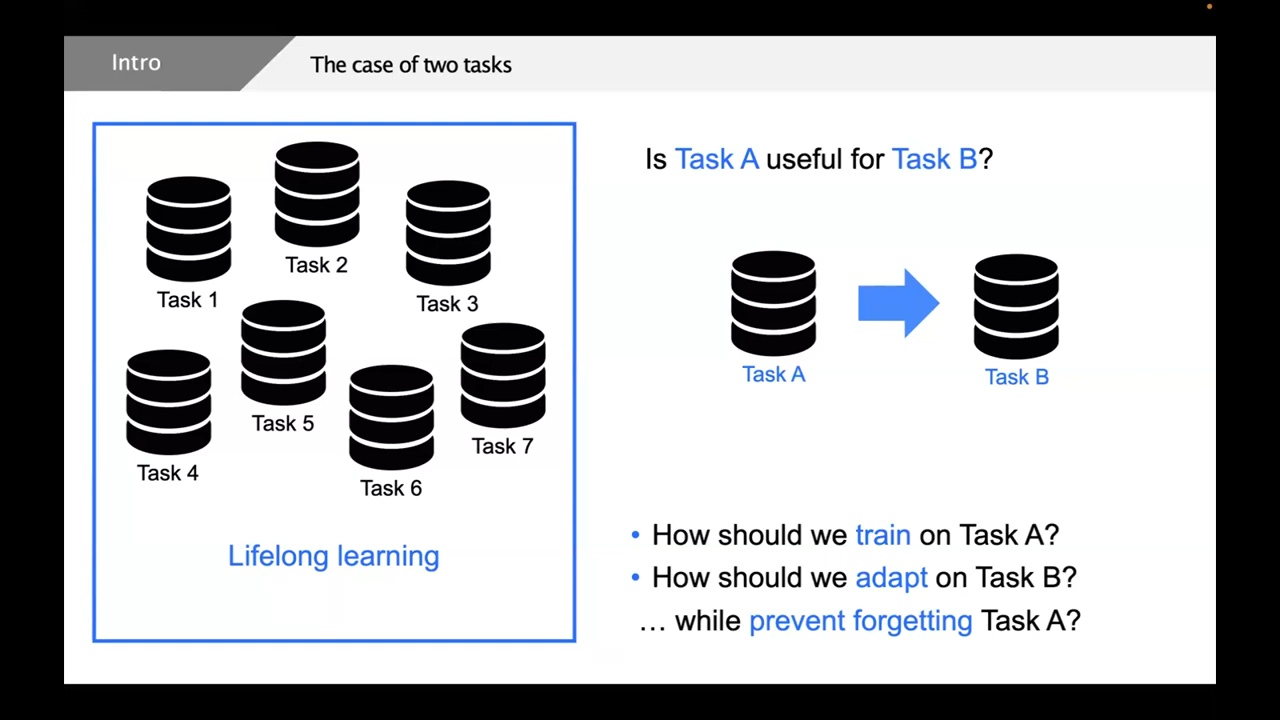 Intro
The case of two tasks
Task 1
Task 2
Task 3
Task 4
Task 5
Task 6
Task 7
Lifelong learning
Is Task A useful for Task B?
Task A
Task B
• How should we train on Task A?
• How should we adapt on Task B?
… while prevent forgetting Task A?